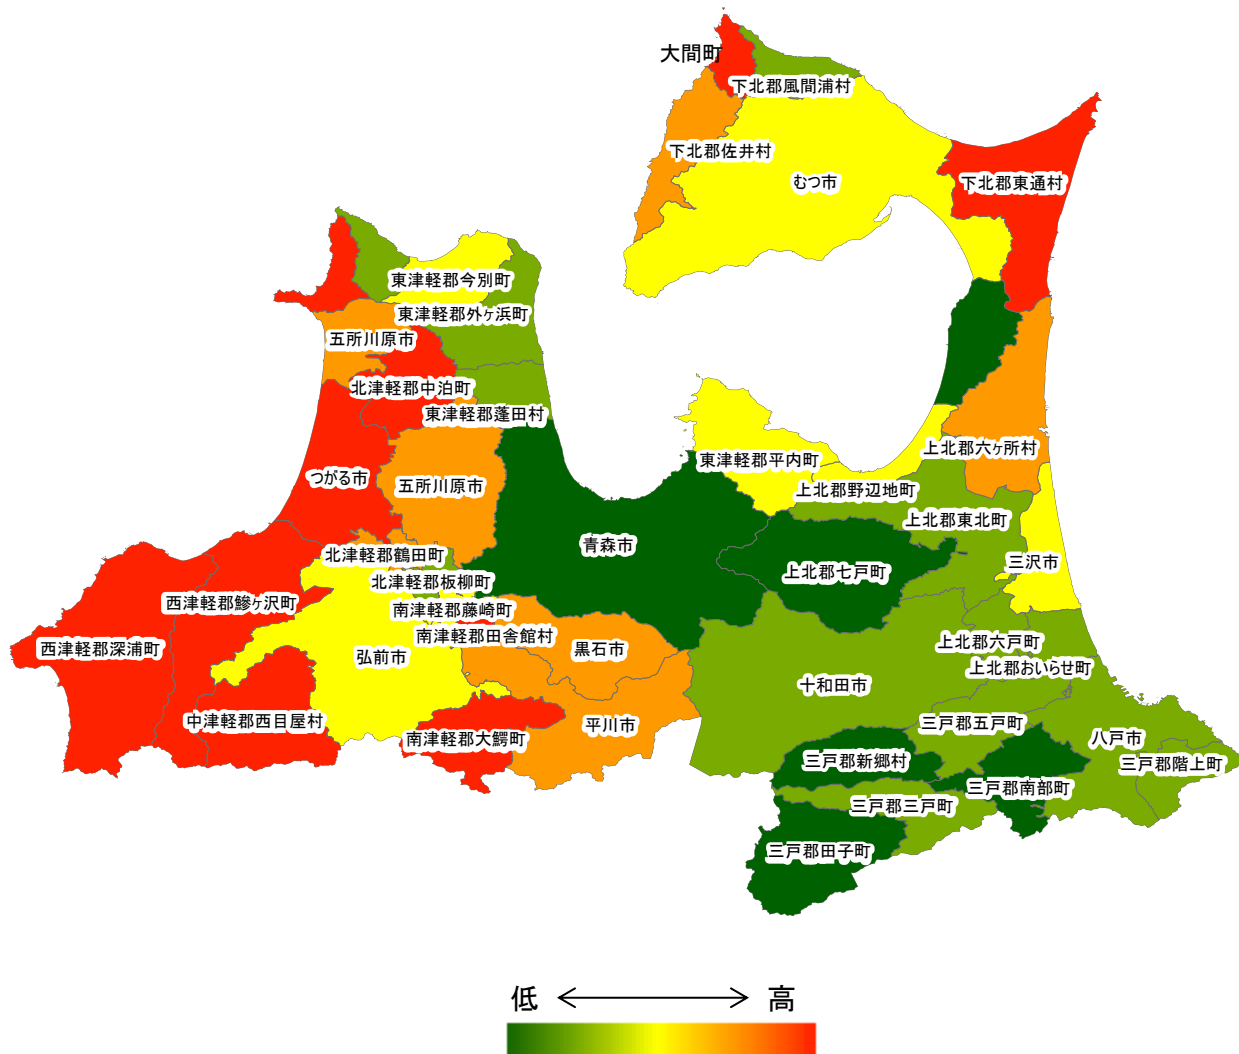 大間町
下北郡風間浦村
下北郡佐井村
むつ市
下北郡東通村
東津軽郡今別町
東津軽郡外ヶ浜町
五所川原市
北津軽郡中泊町
東津軽郡蓬田村
つがる市
五所川原市
東津軽郡平内町
上北郡六ヶ所村
上北郡野辺地町
上北郡東北町
青森市
上北郡七戸町
三沢市
北津軽郡鶴田町
北津軽郡板柳町
西津軽郡鰺ヶ沢町
南津軽郡藤崎町
南津軽郡田舎館村
西津軽郡深浦町
弘前市
黒石市
上北郡六戸町
上北郡おいらせ町
十和田市
中津軽郡西目屋村
南津軽郡大鰐町
平川市
三戸郡五戸町
八戸市
三戸郡新郷村
三戸郡階上町
三戸郡南部町
三戸郡三戸町
三戸郡田子町
低 ⟷ 高